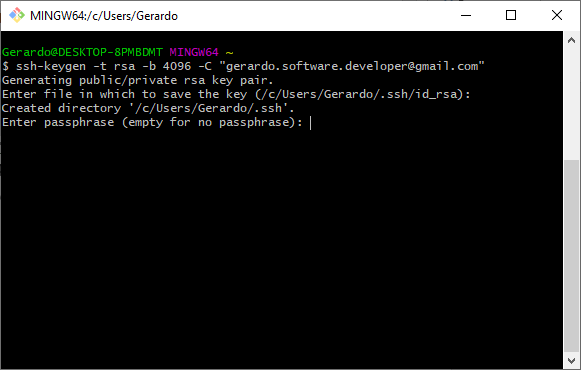 MINGW64:/c/Users/Gerardo
Gerardo@DESKTOP-8PMBDMT MINGW64 ~
$ ssh-keygen -t rsa -b 4096 -C "gerardo.software.developer@gmail.com"
Generating public/private rsa key pair.
Enter file in which to save the key (/c/Users/Gerardo/.ssh/id_rsa):
Created directory '/c/Users/Gerardo/.ssh'.
Enter passphrase (empty for no passphrase):